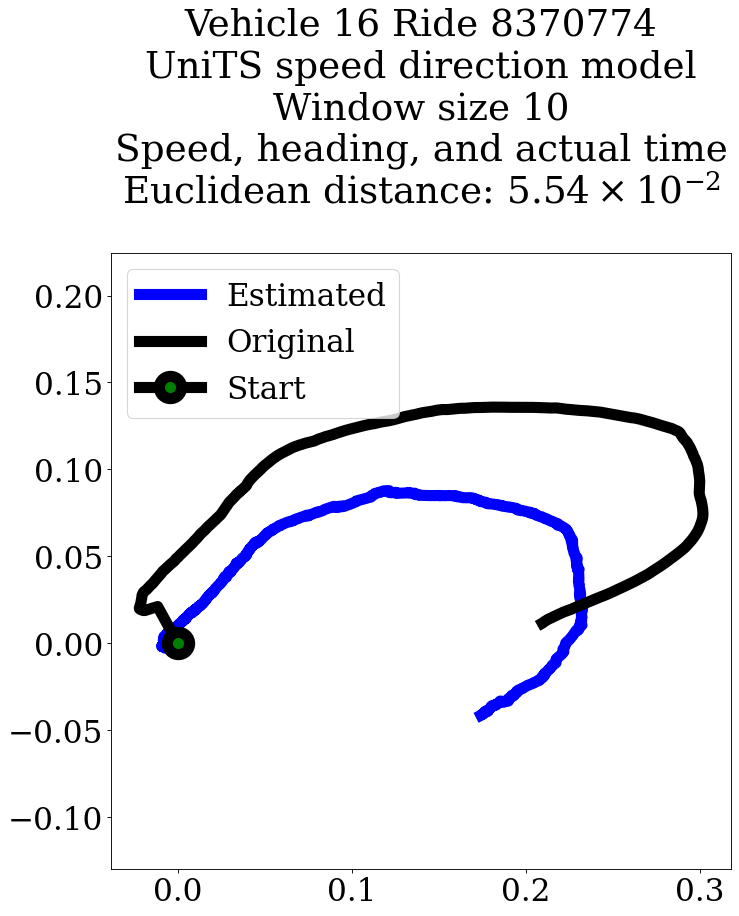 Vehicle 16 Ride 8370774
UniTS speed direction model
Window size 10
Speed, heading, and actual time
Euclidean distance: 5.54 × 10⁻²
Estimated
Original
Start
0.20
0.15
0.10
0.05
0.00
−0.05
−0.10
0.0 0.1 0.2 0.3